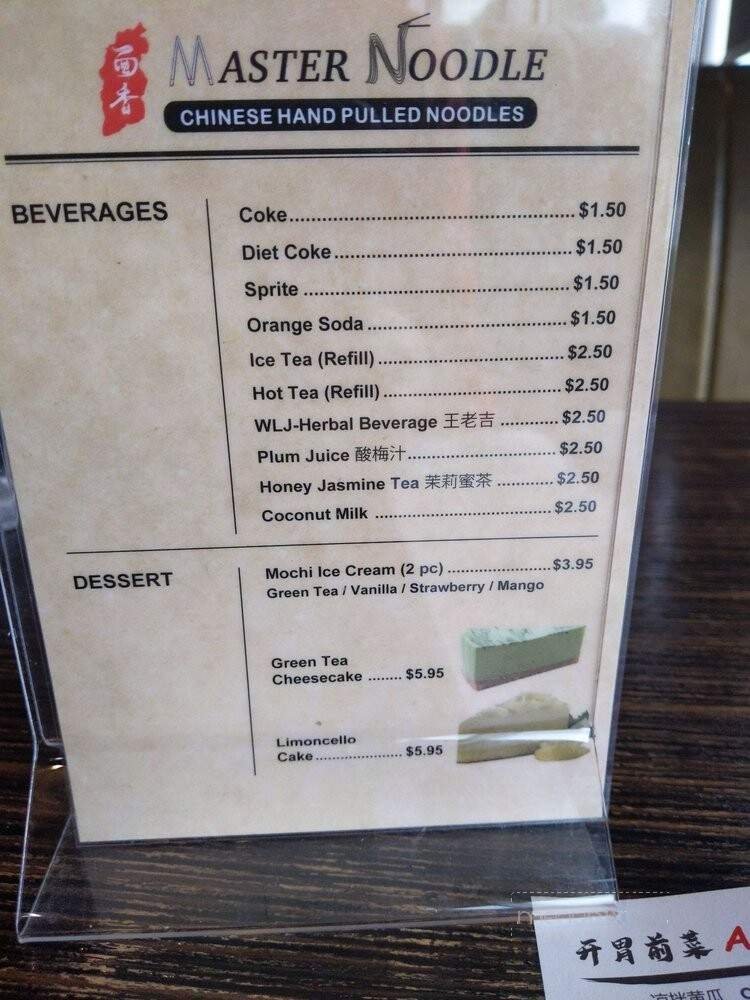 面香
MASTER NOODLE
CHINESE HAND PULLED NOODLES
BEVERAGES
Coke.......... $1.50
Diet Coke.......... $1.50
Sprite .......... $1.50
Orange Soda.......... $1.50
Ice Tea (Refill).......... $2.50
Hot Tea (Refill).......... $2.50
WLJ-Herbal Beverage 王老吉 .......... $2.50
Plum Juice 酸梅汁.......... $2.50
Honey Jasmine Tea 茉莉蜜茶 .......... $2.50
Coconut Milk .......... $2.50
DESSERT
Mochi Ice Cream (2 pc) .......... $3.95
Green Tea / Vanilla / Strawberry / Mango
Green Tea
Cheesecake ........ $5.95
Limoncello
Cake.......... $5.95
开胃前菜 A
凉拌黄瓜